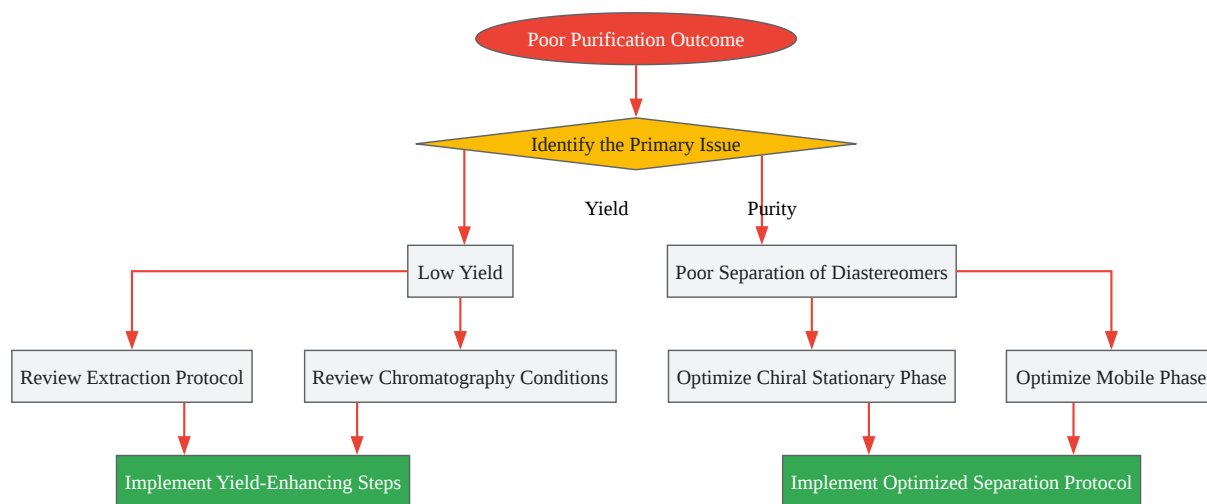 Poor Purification Outcome
Identify the Primary Issue
Yield
Purity
Low Yield
Poor Separation of Diastereomers
Review Extraction Protocol
Review Chromatography Conditions
Optimize Chiral Stationary Phase
Optimize Mobile Phase
Implement Yield-Enhancing Steps
Implement Optimized Separation Protocol